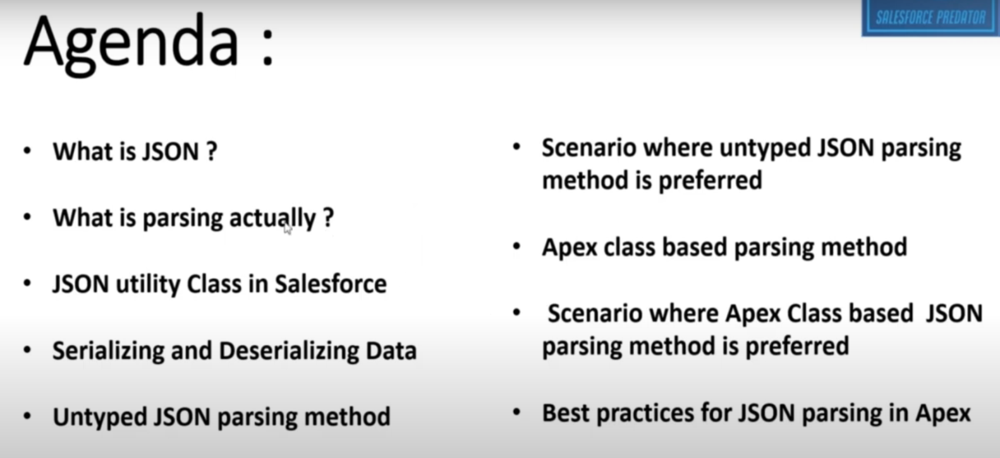 Agenda :
SALESFORCE PREDATOR
• What is JSON ?
• What is parsing actually ?
• JSON utility Class in Salesforce
• Serializing and Deserializing Data
• Untyped JSON parsing method
• Scenario where untyped JSON parsing
method is preferred
• Apex class based parsing method
• Scenario where Apex Class based JSON
parsing method is preferred
• Best practices for JSON parsing in Apex